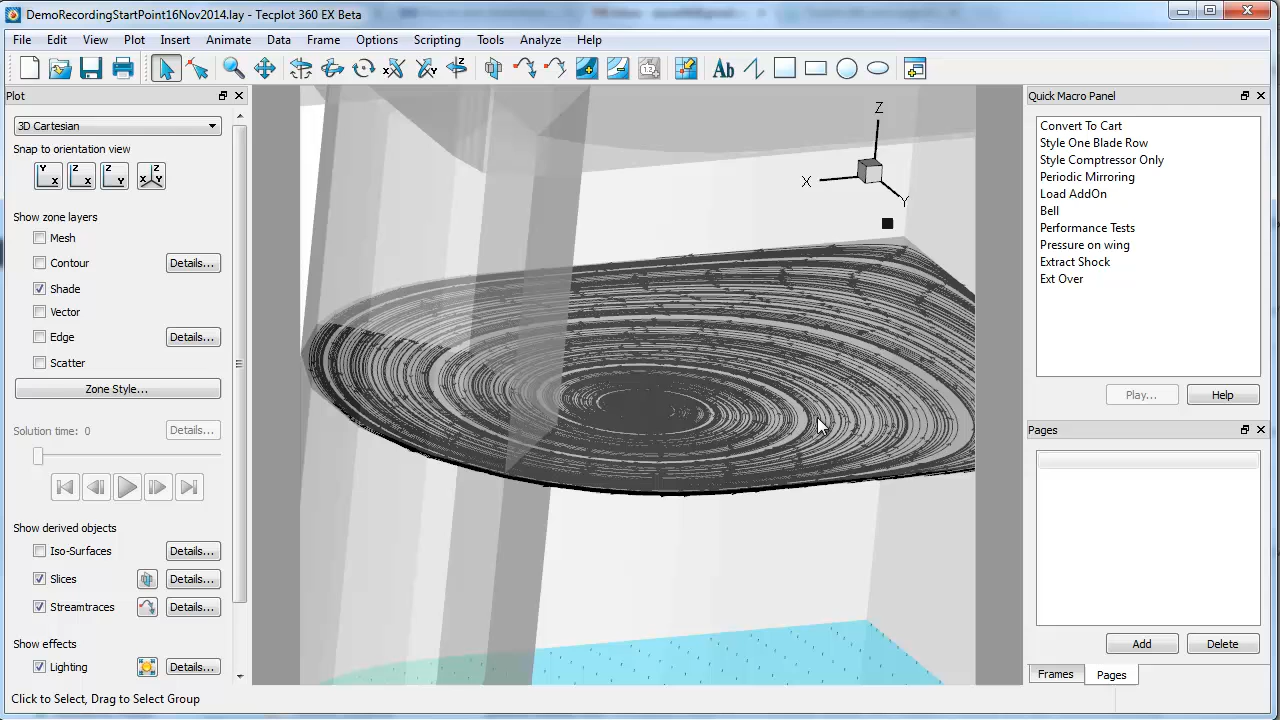 DemoRecordingStartPoint16Nov2014.lay - Tecplot 360 EX Beta
File Edit View Plot Insert Animate Data Frame Options Scripting Tools Analyze Help
Ab
Plot
3D Cartesian
Snap to orientation view
Y X Z X Z Y Z X Y
Show zone layers
Mesh
Contour Details...
Shade
Vector
Edge Details...
Scatter
Zone Style...
Solution time: 0 Details...
Show derived objects
Iso-Surfaces Details...
Slices Details...
Streamtraces Details...
Show effects
Lighting Details...
Z
X
Y
Quick Macro Panel
Convert To Cart
Style One Blade Row
Style Comptressor Only
Periodic Mirroring
Load AddOn
Bell
Performance Tests
Pressure on wing
Extract Shock
Ext Over
Play... Help
Pages
Add Delete
Frames Pages
Click to Select, Drag to Select Group